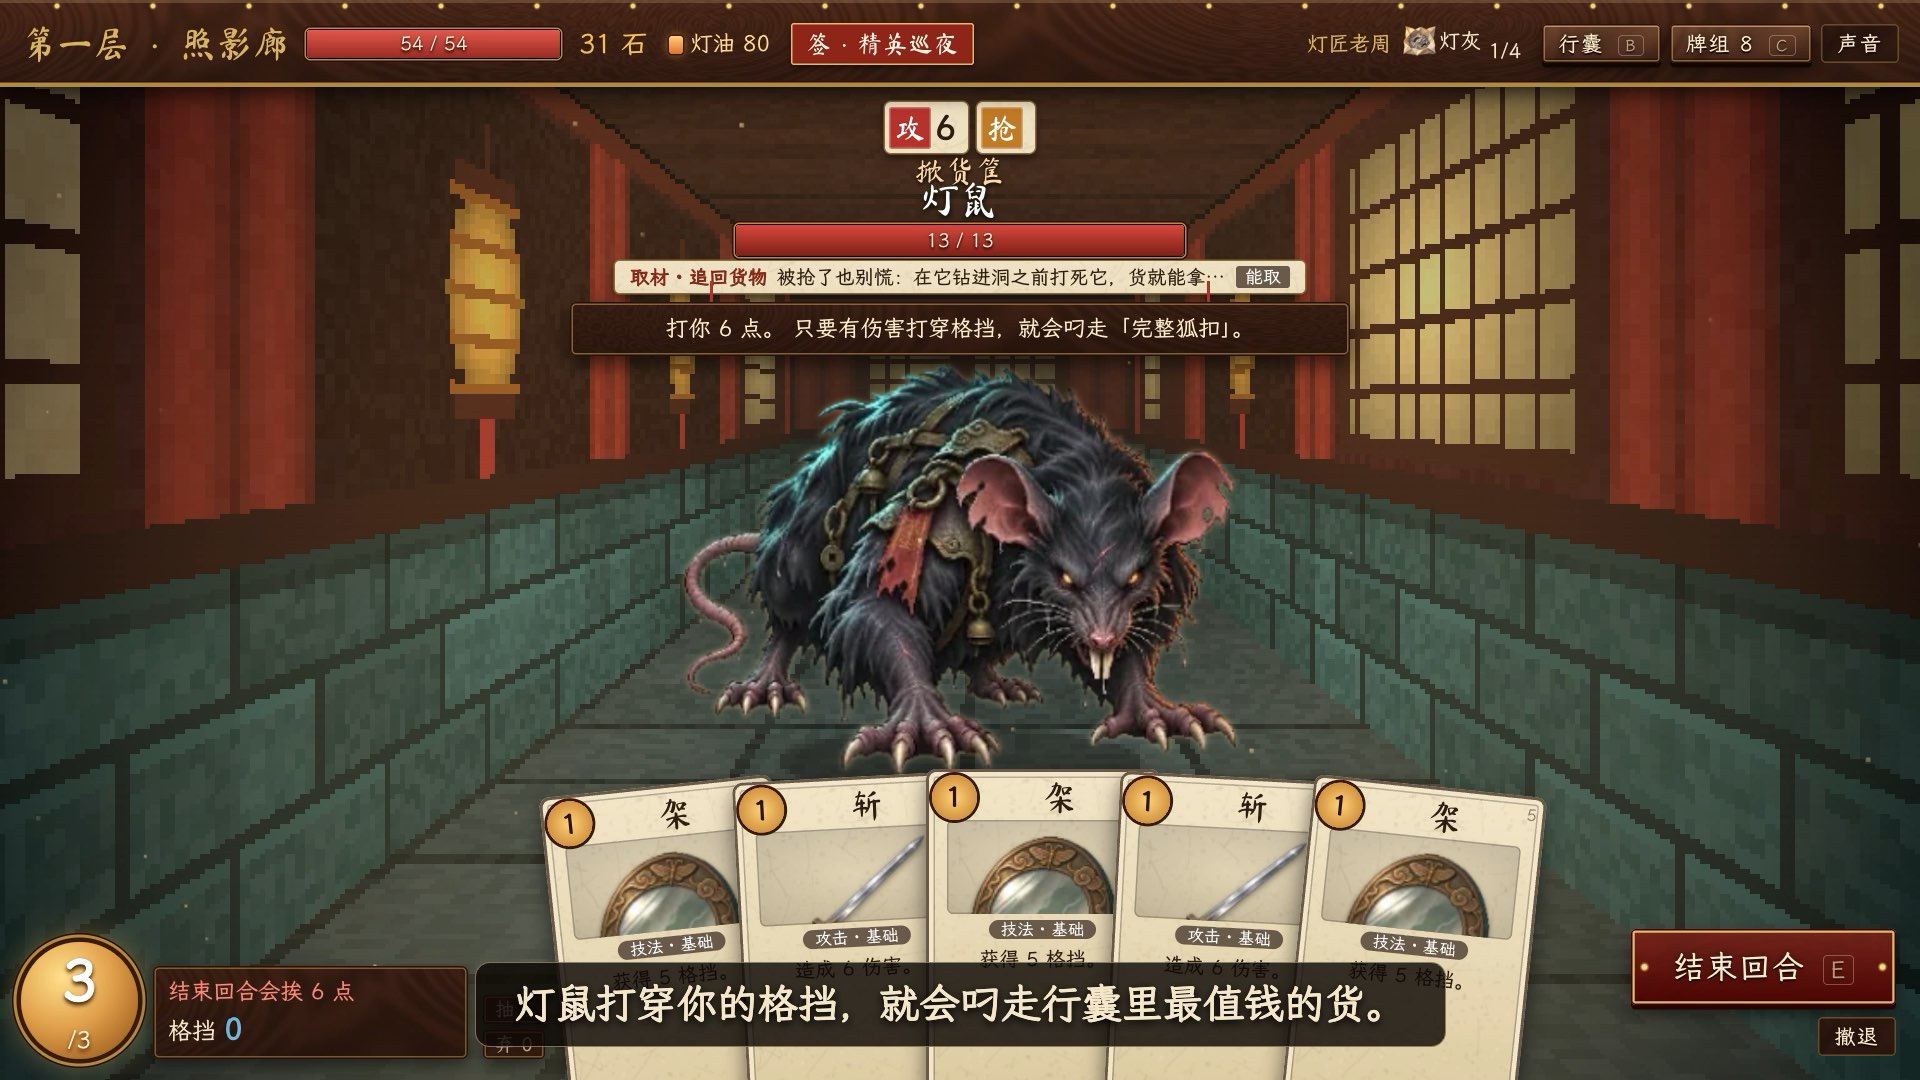 第一层 · 照影廊
54 / 54
31 石
灯油 80
签 · 精英巡夜
灯匠老周
灯灰 1/4
行囊 B
牌组 8 C
声音
攻 6
抢
掀货筐
灯鼠
13 / 13
取材·追回货物 被抢了也别慌：在它钻进洞之前打死它，货就能拿… 能取
打你 6 点。 只要有伤害打穿格挡，就会叼走「完整狐扣」。
1 架
技法·基础
获得 5 格挡。
1 斩
攻击·基础
造成 6 伤害。
1 架
技法·基础
获得 5 格挡。
1 斩
攻击·基础
造成 6 伤害。
1 架 5
技法·基础
获得 5 格挡。
3
/3
结束回合会挨 6 点
格挡 0
抽
弃 0
灯鼠打穿你的格挡，就会叼走行囊里最值钱的货。
结束回合 E
撤退